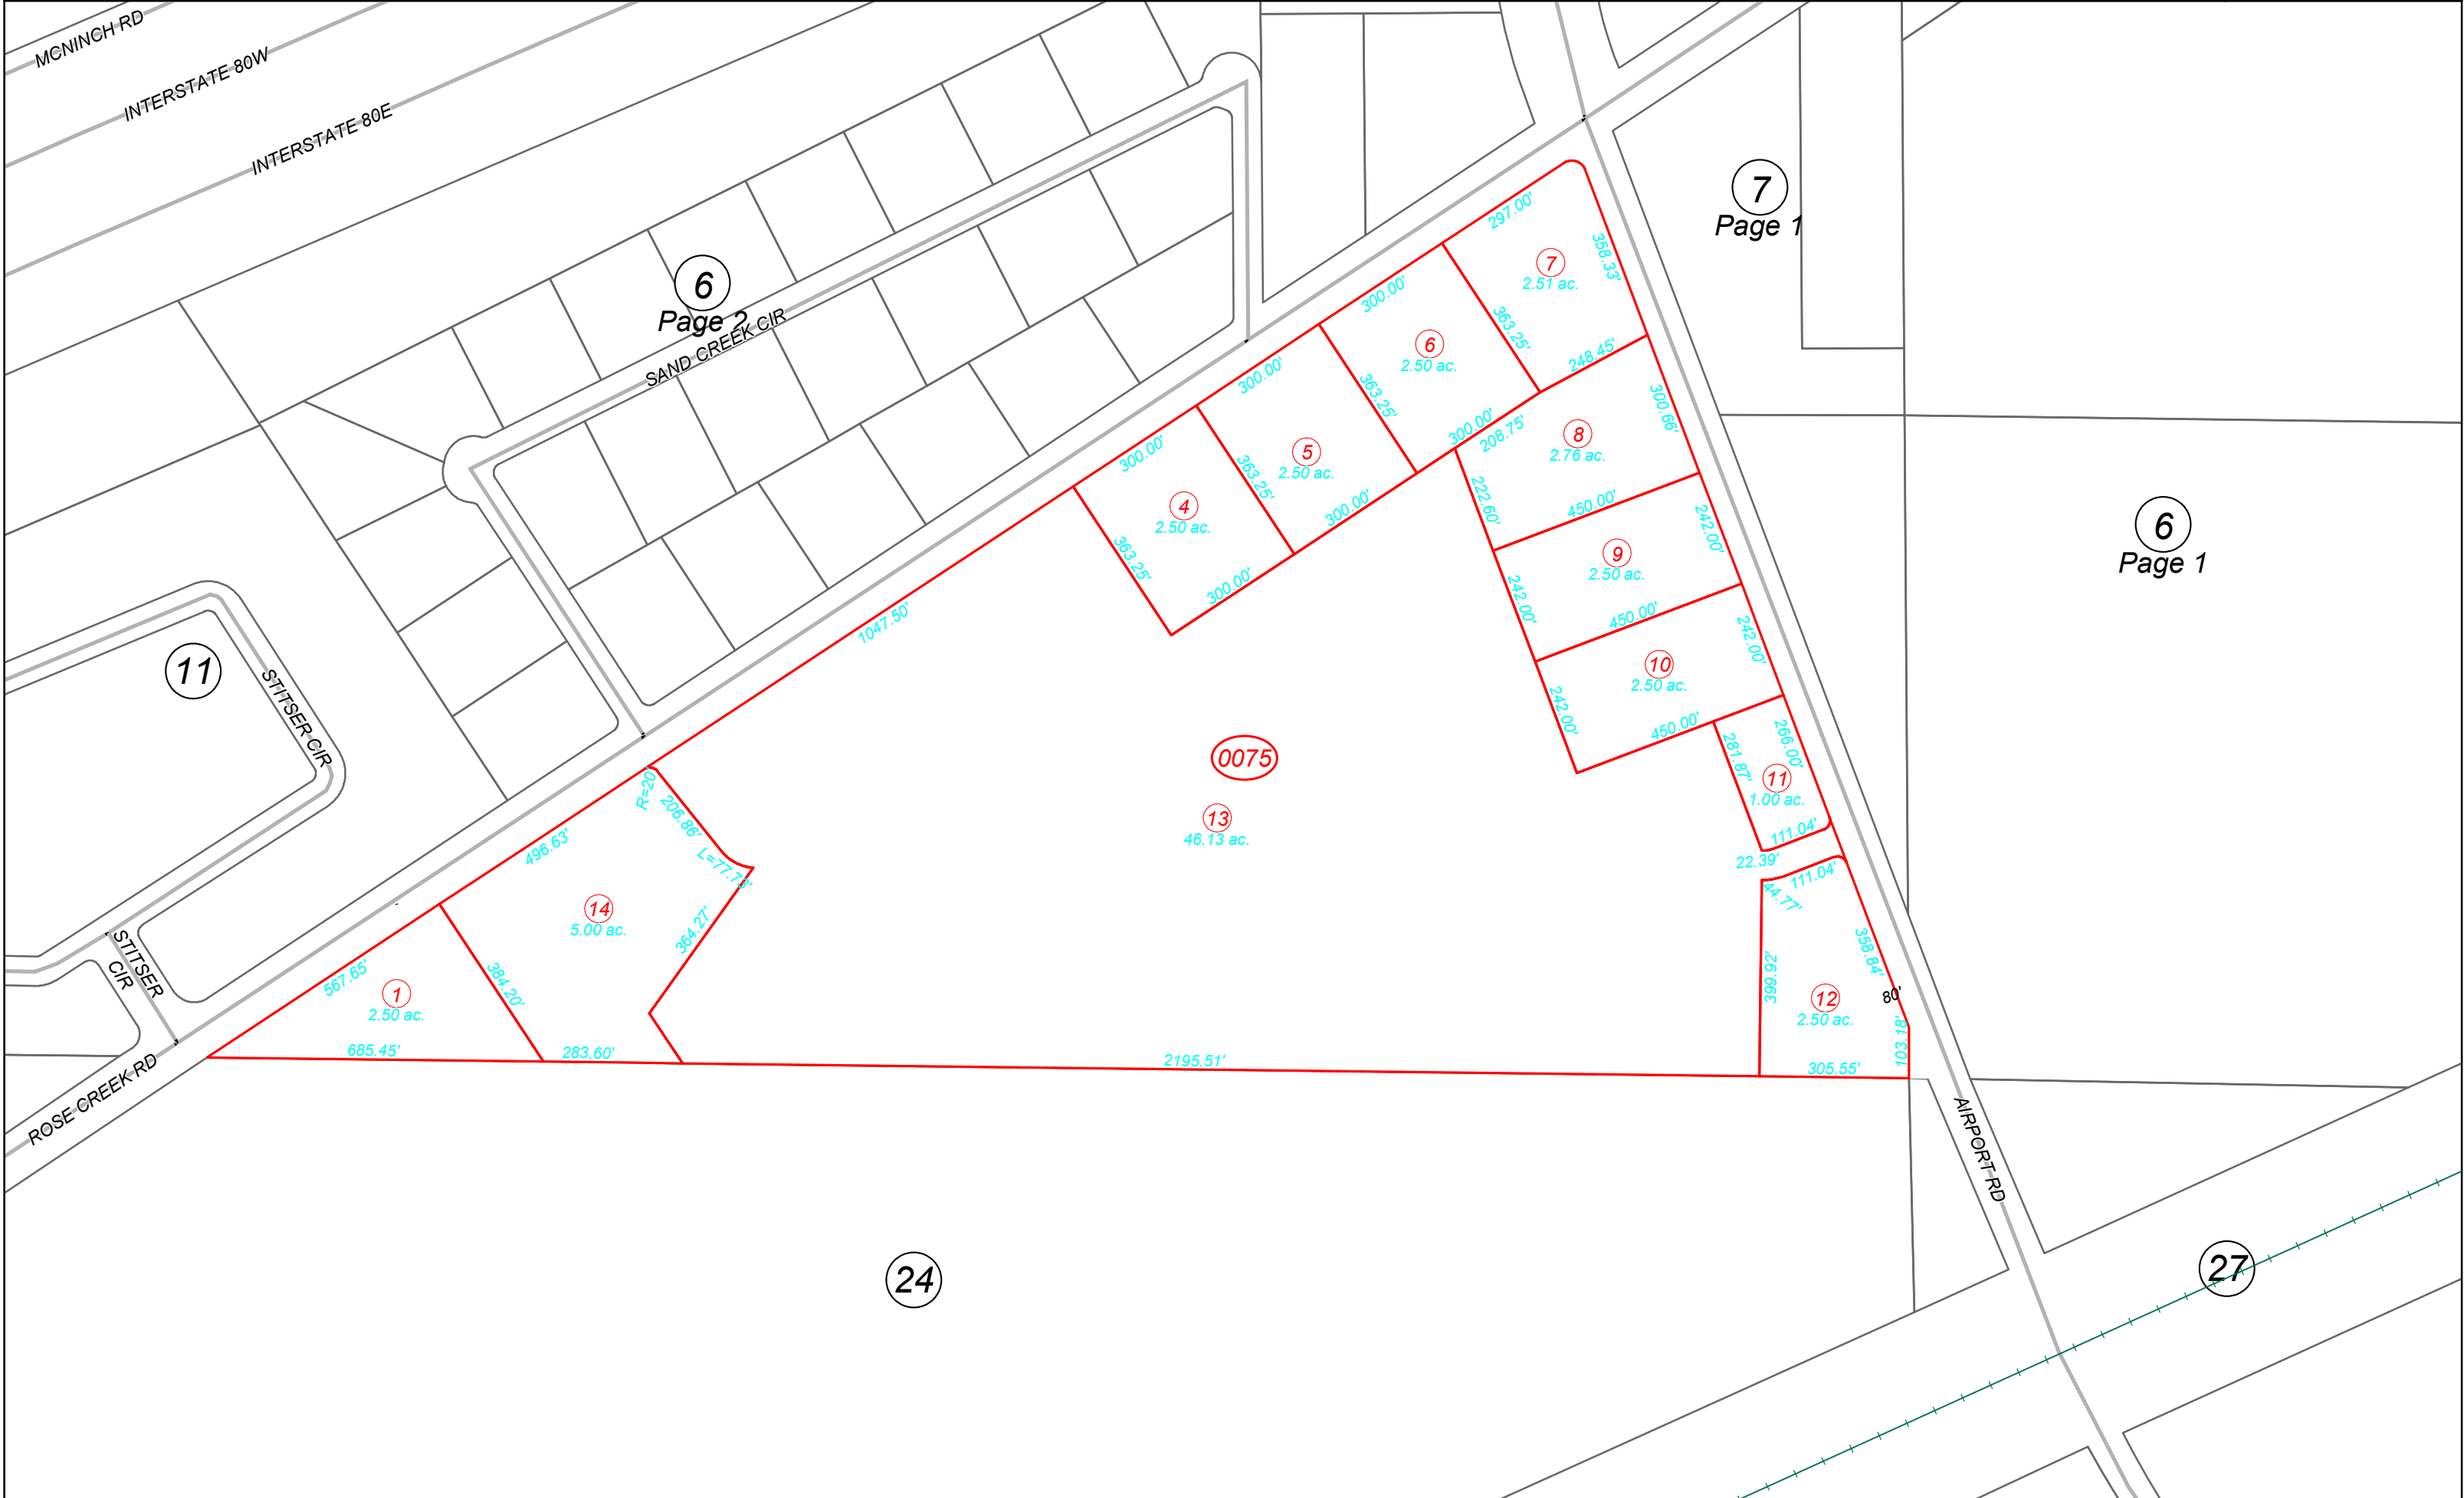 MCNINCH RD
INTERSTATE 80W
INTERSTATE 80E
6
Page 2
SAND CREEK CIR
7
Page 1
6
Page 1
11
STITSER CIR
STITSER
CIR
ROSE CREEK RD
AIRPORT RD
24
27
0075
297.00'
358.33'
7
2.51 ac.
363.25'
248.45'
300.00'
6
2.50 ac.
363.25'
300.00'
300.00'
5
2.50 ac.
363.25'
300.00'
300.00'
4
2.50 ac.
363.25'
300.00'
208.75'
300.66'
8
2.76 ac.
222.60'
450.00'
242.00'
9
2.50 ac.
242.00'
450.00'
242.00'
10
2.50 ac.
242.00'
450.00'
266.00'
281.87'
11
1.00 ac.
111.04'
22.39'
111.04'
44.77'
358.84'
399.92'
80'
12
2.50 ac.
103.18'
305.55'
1047.50'
13
46.13 ac.
2195.51'
R=20
206.86'
L=77.73'
496.63'
14
5.00 ac.
364.27'
384.20'
283.60'
567.65'
1
2.50 ac.
685.45'